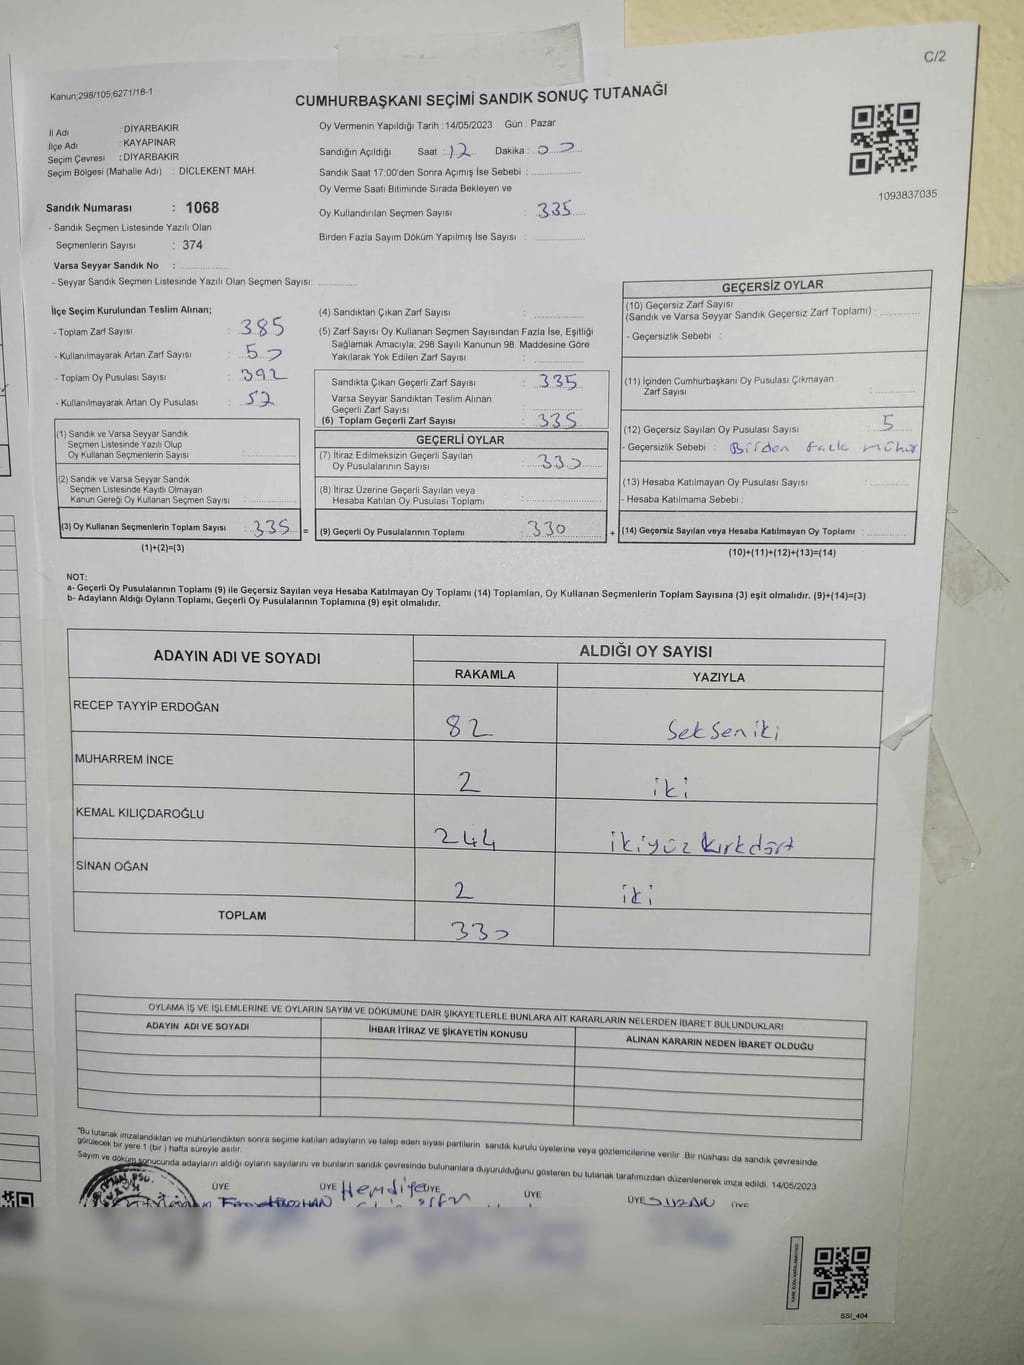 C/2
Kanun;298/105;6271/18-1
CUMHURBAŞKANI SEÇİMİ SANDIK SONUÇ TUTANAĞI
İl Adı : DİYARBAKIR
İlçe Adı : KAYAPINAR
Seçim Çevresi : DİYARBAKIR
Seçim Bölgesi (Mahalle Adı) : DİCLEKENT MAH.
Oy Vermenin Yapıldığı Tarih : 14/05/2023 Gün : Pazar
Sandığın Açıldığı Saat : 12 Dakika : 00
Sandık Saat 17:00'den Sonra Açımış İse Sebebi :
Oy Verme Saati Bitiminde Sırada Bekleyen ve
Oy Kullandırılan Seçmen Sayısı : 335
Birden Fazla Sayım Döküm Yapılmış İse Sayısı :
1093837035
Sandık Numarası : 1068
- Sandık Seçmen Listesinde Yazılı Olan
Seçmenlerin Sayısı : 374
Varsa Seyyar Sandık No :
- Seyyar Sandık Seçmen Listesinde Yazılı Olan Seçmen Sayısı:
İlçe Seçim Kurulundan Teslim Alınan;
- Toplam Zarf Sayısı : 385
- Kullanılmayarak Artan Zarf Sayısı : 50
- Toplam Oy Pusulası Sayısı : 392
- Kullanılmayarak Artan Oy Pusulası : 52
(1) Sandık ve Varsa Seyyar Sandık
Seçmen Listesinde Yazılı Olup
Oy Kullanan Seçmenlerin Sayısı :
(2) Sandık ve Varsa Seyyar Sandık
Seçmen Listesinde Kayıtlı Olmayan
Kanun Gereği Oy Kullanan Seçmen Sayısı :
(3) Oy Kullanan Seçmenlerin Toplam Sayısı : 335 =
(1)+(2)=(3)
(4) Sandıktan Çıkan Zarf Sayısı :
(5) Zarf Sayısı Oy Kullanan Seçmen Sayısından Fazla İse, Eşitliği
Sağlamak Amacıyla; 298 Sayılı Kanunun 98. Maddesine Göre
Yakılarak Yok Edilen Zarf Sayısı :
Sandıkta Çıkan Geçerli Zarf Sayısı : 335
Varsa Seyyar Sandıktan Teslim Alınan
Geçerli Zarf Sayısı :
(6) Toplam Geçerli Zarf Sayısı : 335
GEÇERLİ OYLAR
(7) İtiraz Edilmeksizin Geçerli Sayılan
Oy Pusulalarının Sayısı : 330
(8) İtiraz Üzerine Geçerli Sayılan veya
Hesaba Katılan Oy Pusulası Toplamı :
(9) Geçerli Oy Pusulalarının Toplamı : 330 +
GEÇERSİZ OYLAR
(10) Geçersiz Zarf Sayısı
(Sandık ve Varsa Seyyar Sandık Geçersiz Zarf Toplamı) :
- Geçersizlik Sebebi :
(11) İçinden Cumhurbaşkanı Oy Pusulası Çıkmayan
Zarf Sayısı :
(12) Geçersiz Sayılan Oy Pusulası Sayısı : 5
- Geçersizlik Sebebi : Birden fazla mühür
(13) Hesaba Katılmayan Oy Pusulası Sayısı :
- Hesaba Katılmama Sebebi :
(14) Geçersiz Sayılan veya Hesaba Katılmayan Oy Toplamı :
(10)+(11)+(12)+(13)=(14)
NOT:
a- Geçerli Oy Pusulalarının Toplamı (9) ile Geçersiz Sayılan veya Hesaba Katılmayan Oy Toplamı (14) Toplamları, Oy Kullanan Seçmenlerin Toplam Sayısına (3) eşit olmalıdır. (9)+(14)=(3)
b- Adayların Aldığı Oyların Toplamı, Geçerli Oy Pusulalarının Toplamına (9) eşit olmalıdır.
ADAYIN ADI VE SOYADI ALDIĞI OY SAYISI
RAKAMLA YAZIYLA
RECEP TAYYİP ERDOĞAN 82 Seksen iki
MUHARREM İNCE 2 iki
KEMAL KILIÇDAROĞLU 244 ikiyüz kırkdört
SİNAN OĞAN 2 iki
TOPLAM 330
OYLAMA İŞ VE İŞLEMLERİNE VE OYLARIN SAYIM VE DÖKÜMÜNE DAİR ŞİKAYETLERLE BUNLARA AİT KARARLARIN NELERDEN İBARET BULUNDUKLARI
ADAYIN ADI VE SOYADI İHBAR İTİRAZ VE ŞİKAYETİN KONUSU ALINAN KARARIN NEDEN İBARET OLDUĞU
"Bu tutanak imzalandıktan ve mühürlendikten sonra seçime katılan adayların ve talep eden siyasi partilerin sandık kurulu üyelerine veya gözlemcilerine verilir. Bir nüshası da sandık çevresinde
görülecek bir yere 1 (bir) hafta süreyle asılır.
Sayım ve döküm sonucunda adayların aldığı oyların sayılarını ve bunların sandık çevresinde bulunanlara duyurulduğunu gösteren bu tutanak tarafımızdan düzenlenerek imza edildi. 14/05/2023
ÜYE ÜYE Hemdiye ÜYE ÜYE ÜYE SUZAN ÜYE
SSİ_404